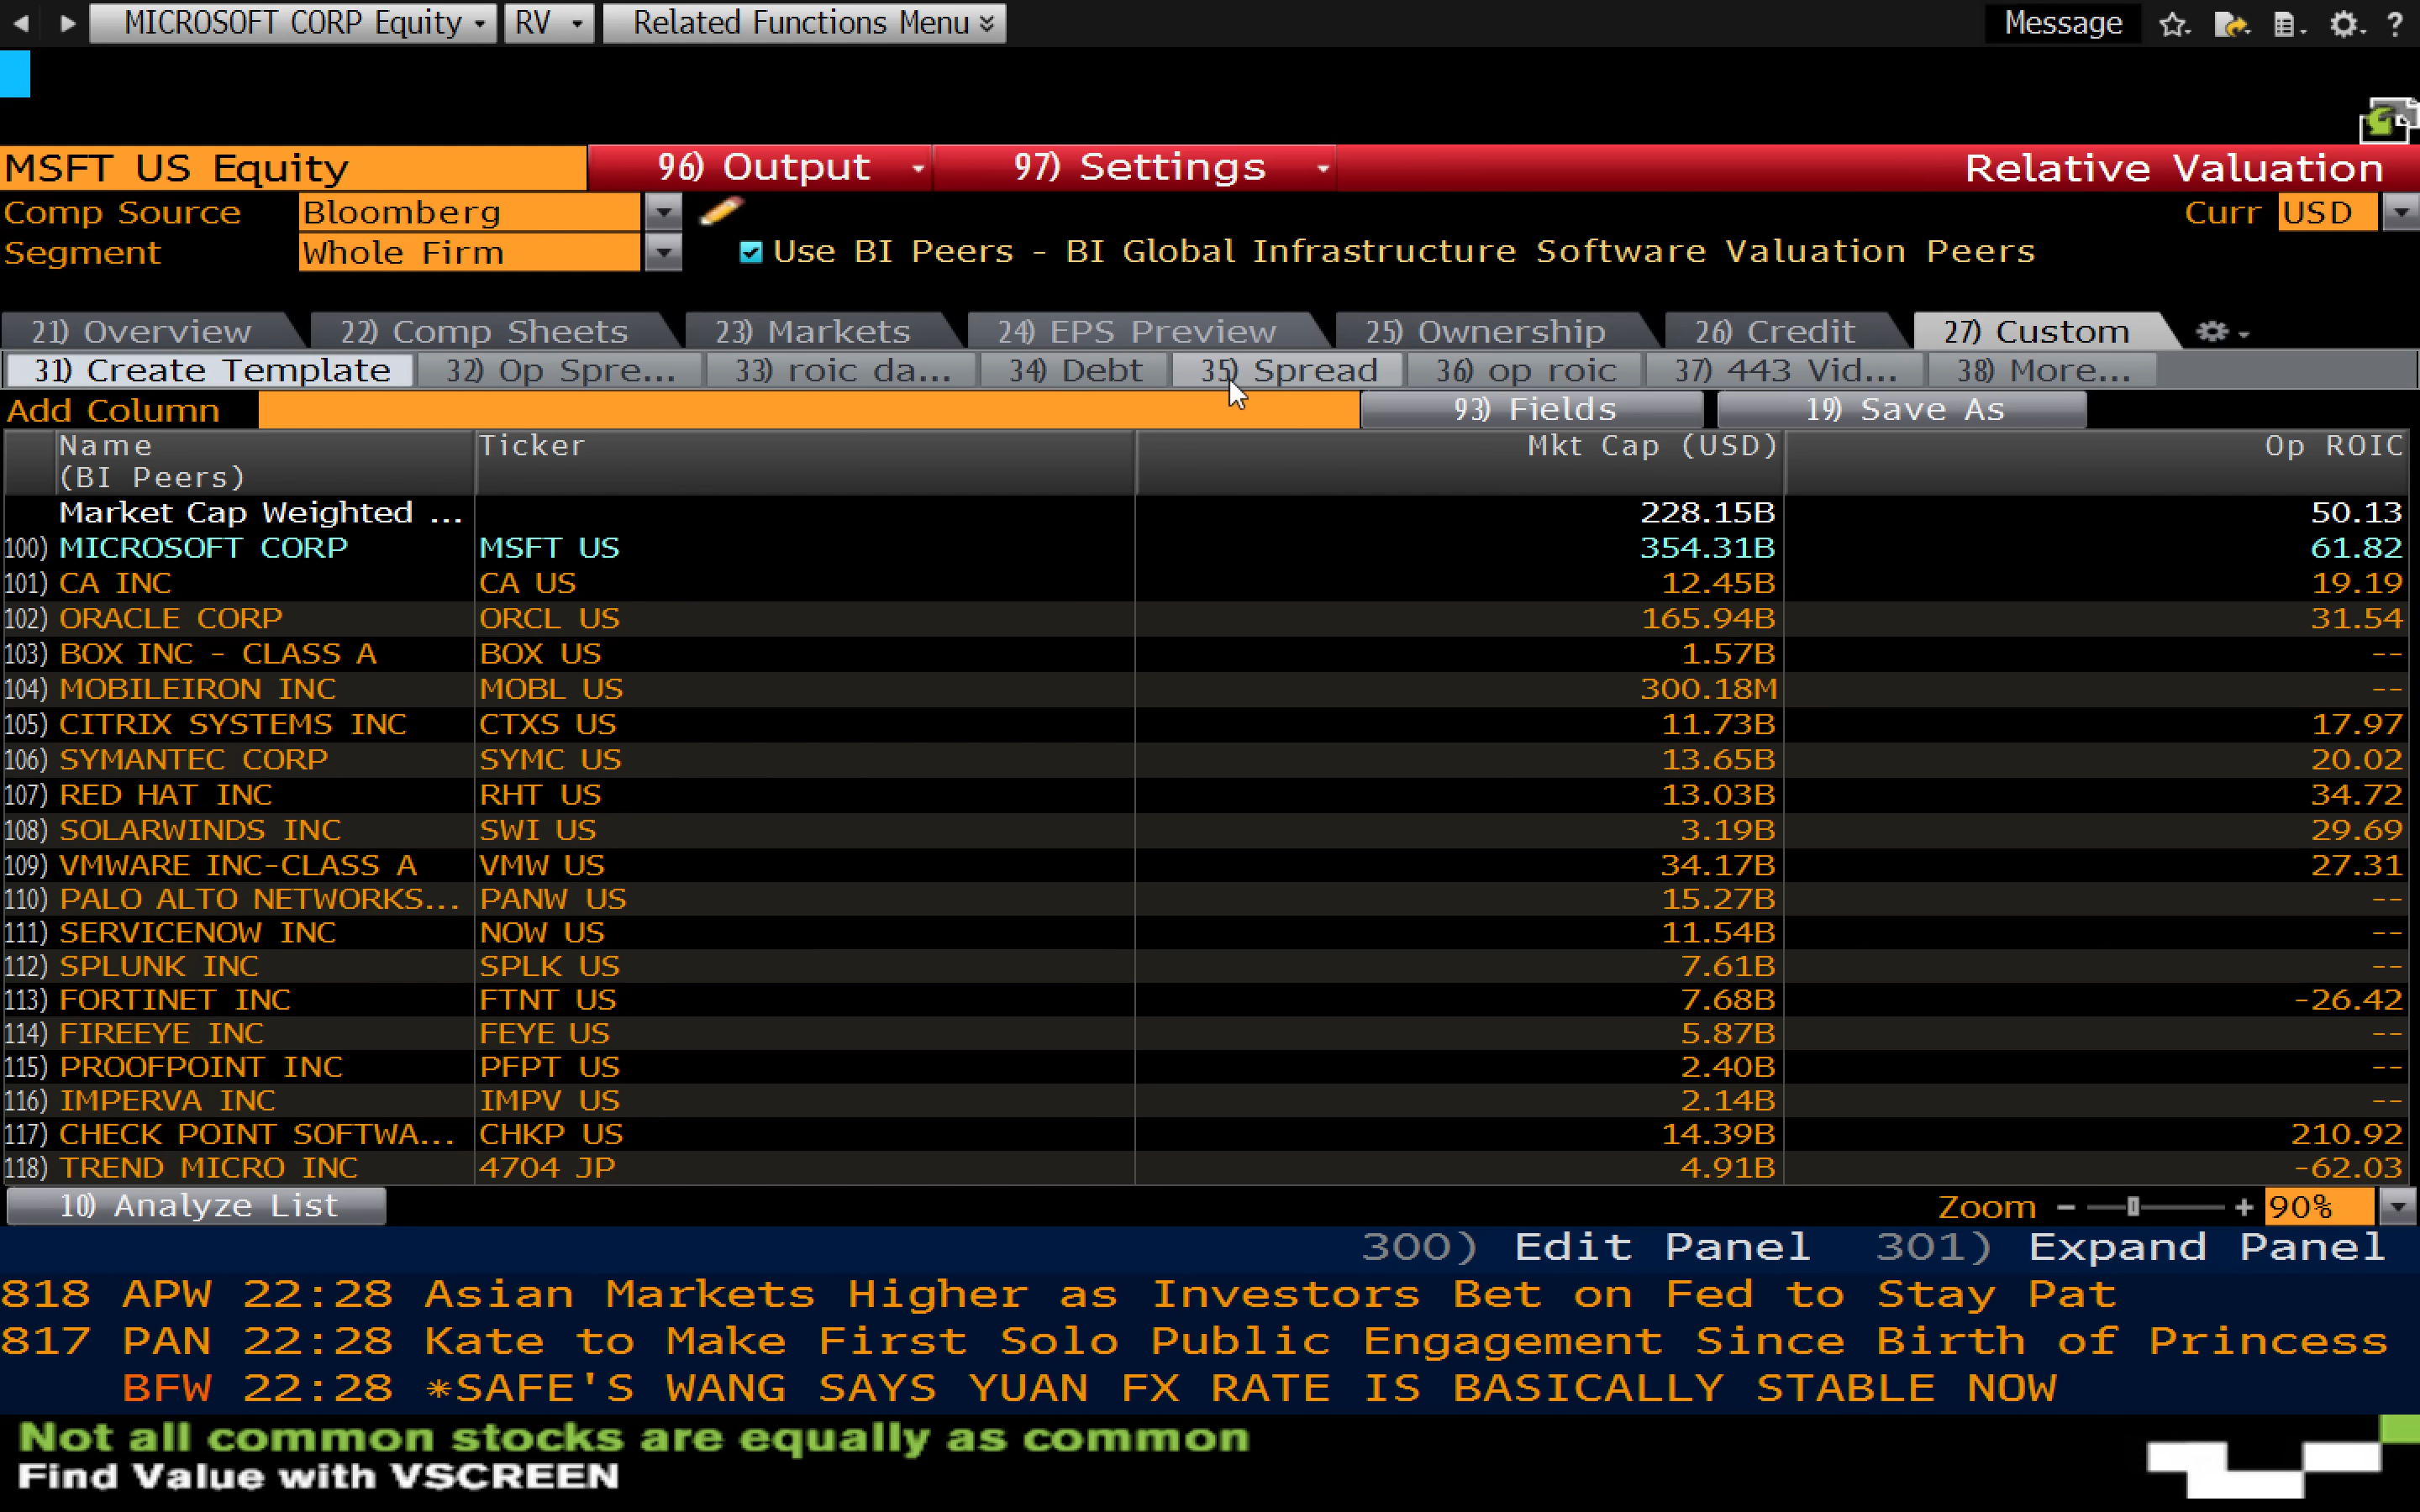 MICROSOFT CORP Equity RV Related Functions Menu Message ?
MSFT US Equity 96) Output 97) Settings Relative Valuation
Comp Source Bloomberg Curr USD
Segment Whole Firm Use BI Peers - BI Global Infrastructure Software Valuation Peers
21) Overview 22) Comp Sheets 23) Markets 24) EPS Preview 25) Ownership 26) Credit 27) Custom
31) Create Template 32) Op Spre... 33) roic da... 34) Debt 35) Spread 36) op roic 37) 443 Vid... 38) More...
Add Column 93) Fields 19) Save As
Name Ticker Mkt Cap (USD) Op ROIC
(BI Peers)
Market Cap Weighted ... 228.15B 50.13
100) MICROSOFT CORP MSFT US 354.31B 61.82
101) CA INC CA US 12.45B 19.19
102) ORACLE CORP ORCL US 165.94B 31.54
103) BOX INC - CLASS A BOX US 1.57B --
104) MOBILEIRON INC MOBL US 300.18M --
105) CITRIX SYSTEMS INC CTXS US 11.73B 17.97
106) SYMANTEC CORP SYMC US 13.65B 20.02
107) RED HAT INC RHT US 13.03B 34.72
108) SOLARWINDS INC SWI US 3.19B 29.69
109) VMWARE INC-CLASS A VMW US 34.17B 27.31
110) PALO ALTO NETWORKS... PANW US 15.27B --
111) SERVICENOW INC NOW US 11.54B --
112) SPLUNK INC SPLK US 7.61B --
113) FORTINET INC FTNT US 7.68B -26.42
114) FIREEYE INC FEYE US 5.87B --
115) PROOFPOINT INC PFPT US 2.40B --
116) IMPERVA INC IMPV US 2.14B --
117) CHECK POINT SOFTWA... CHKP US 14.39B 210.92
118) TREND MICRO INC 4704 JP 4.91B -62.03
10) Analyze List Zoom - + 90%
300) Edit Panel 301) Expand Panel
818 APW 22:28 Asian Markets Higher as Investors Bet on Fed to Stay Pat
817 PAN 22:28 Kate to Make First Solo Public Engagement Since Birth of Princess
BFW 22:28 *SAFE'S WANG SAYS YUAN FX RATE IS BASICALLY STABLE NOW
Not all common stocks are equally as common
Find Value with VSCREEN